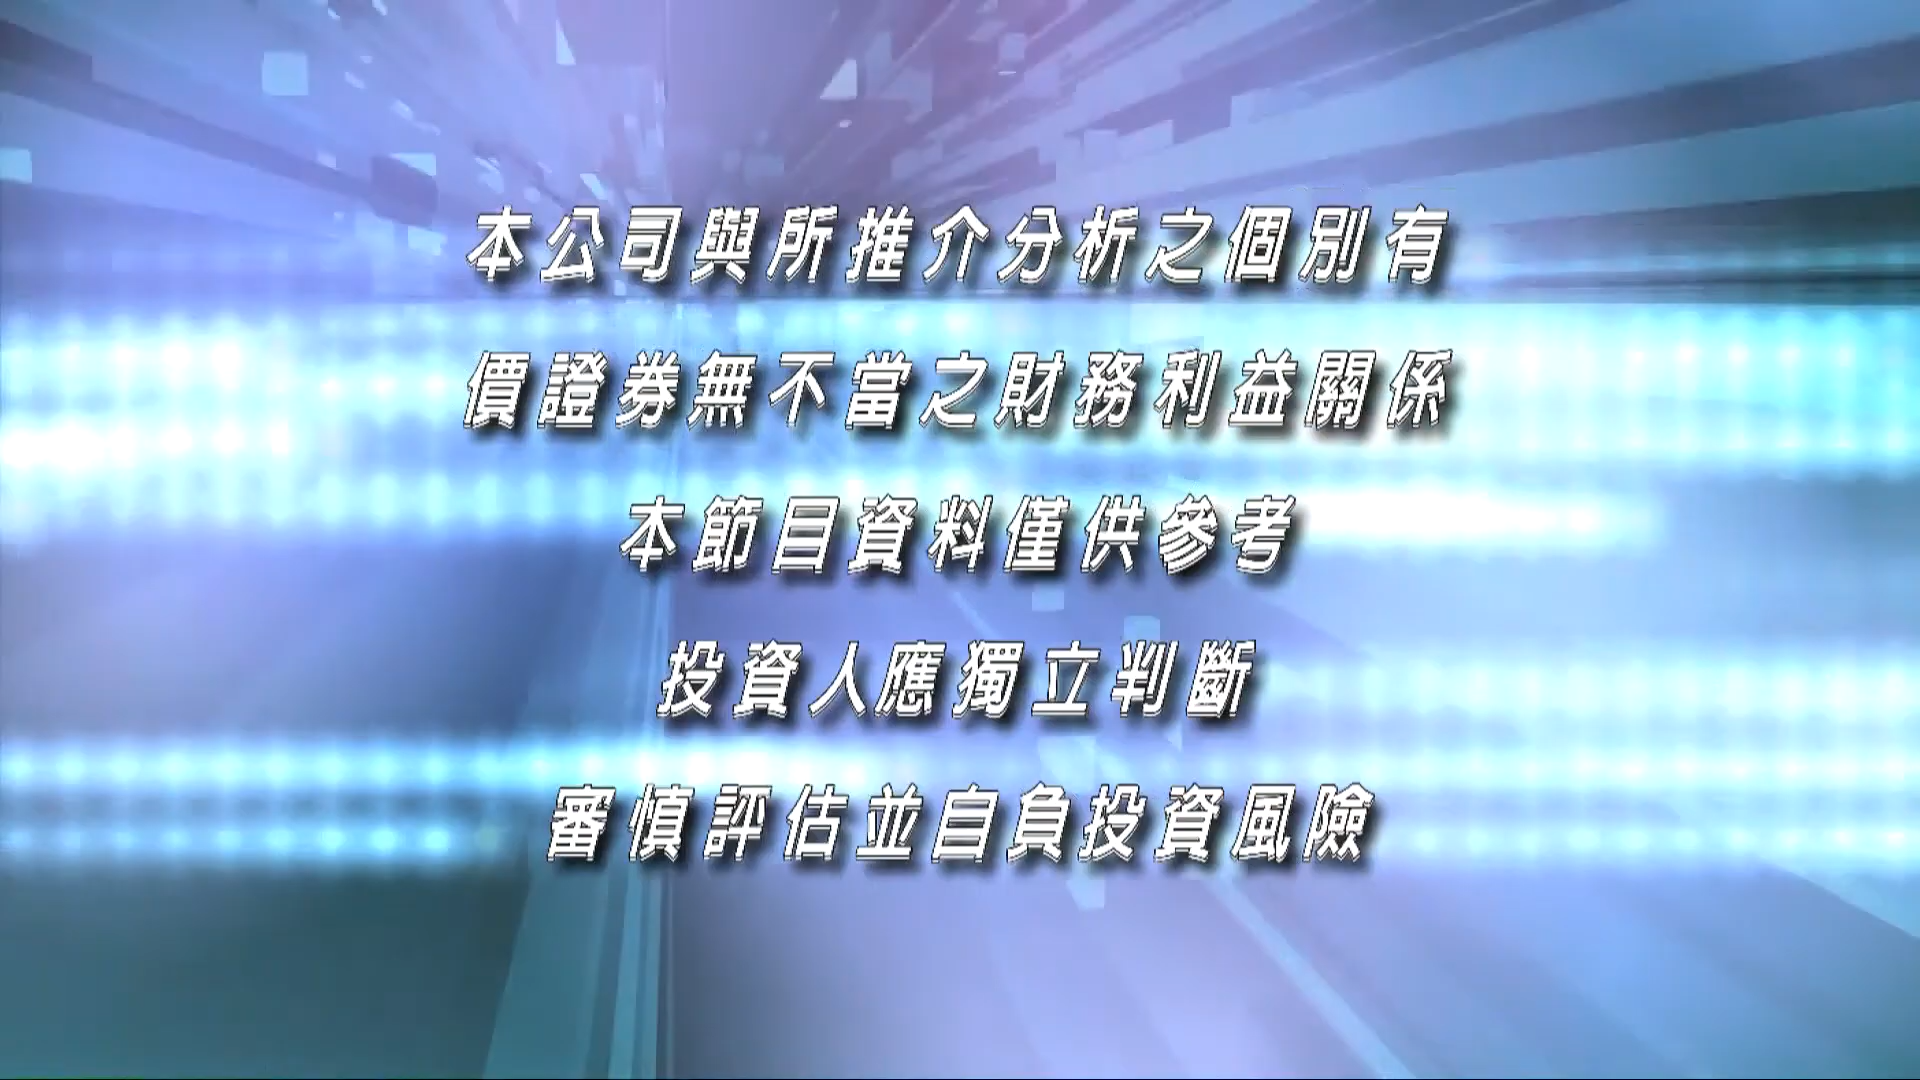 本公司與所推介分析之個別有
價證券無不當之財務利益關係
本節目資料僅供參考
投資人應獨立判斷
審慎評估並自負投資風險